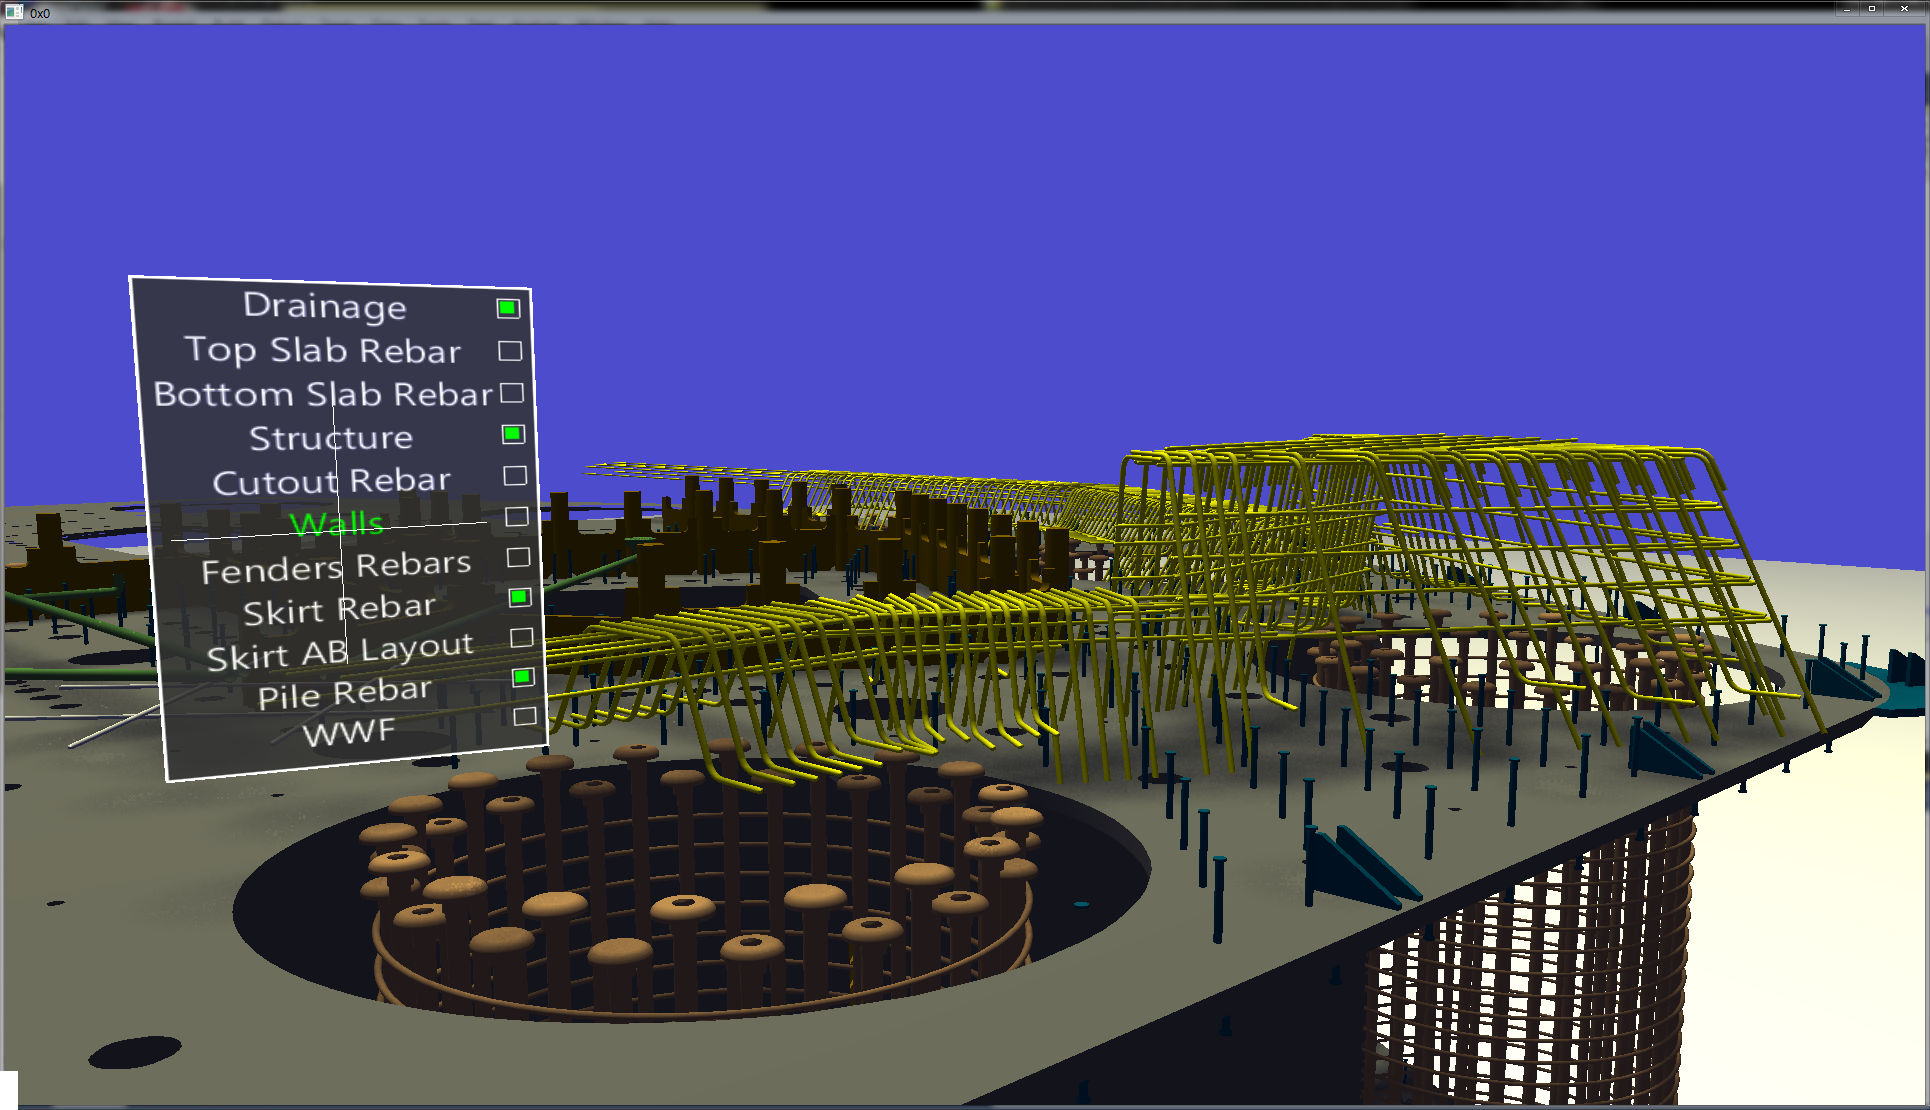 0x0
Drainage
Top Slab Rebar
Bottom Slab Rebar
Structure
Cutout Rebar
Walls
Fenders Rebars
Skirt Rebar
Skirt AB Layout
Pile Rebar
WWF